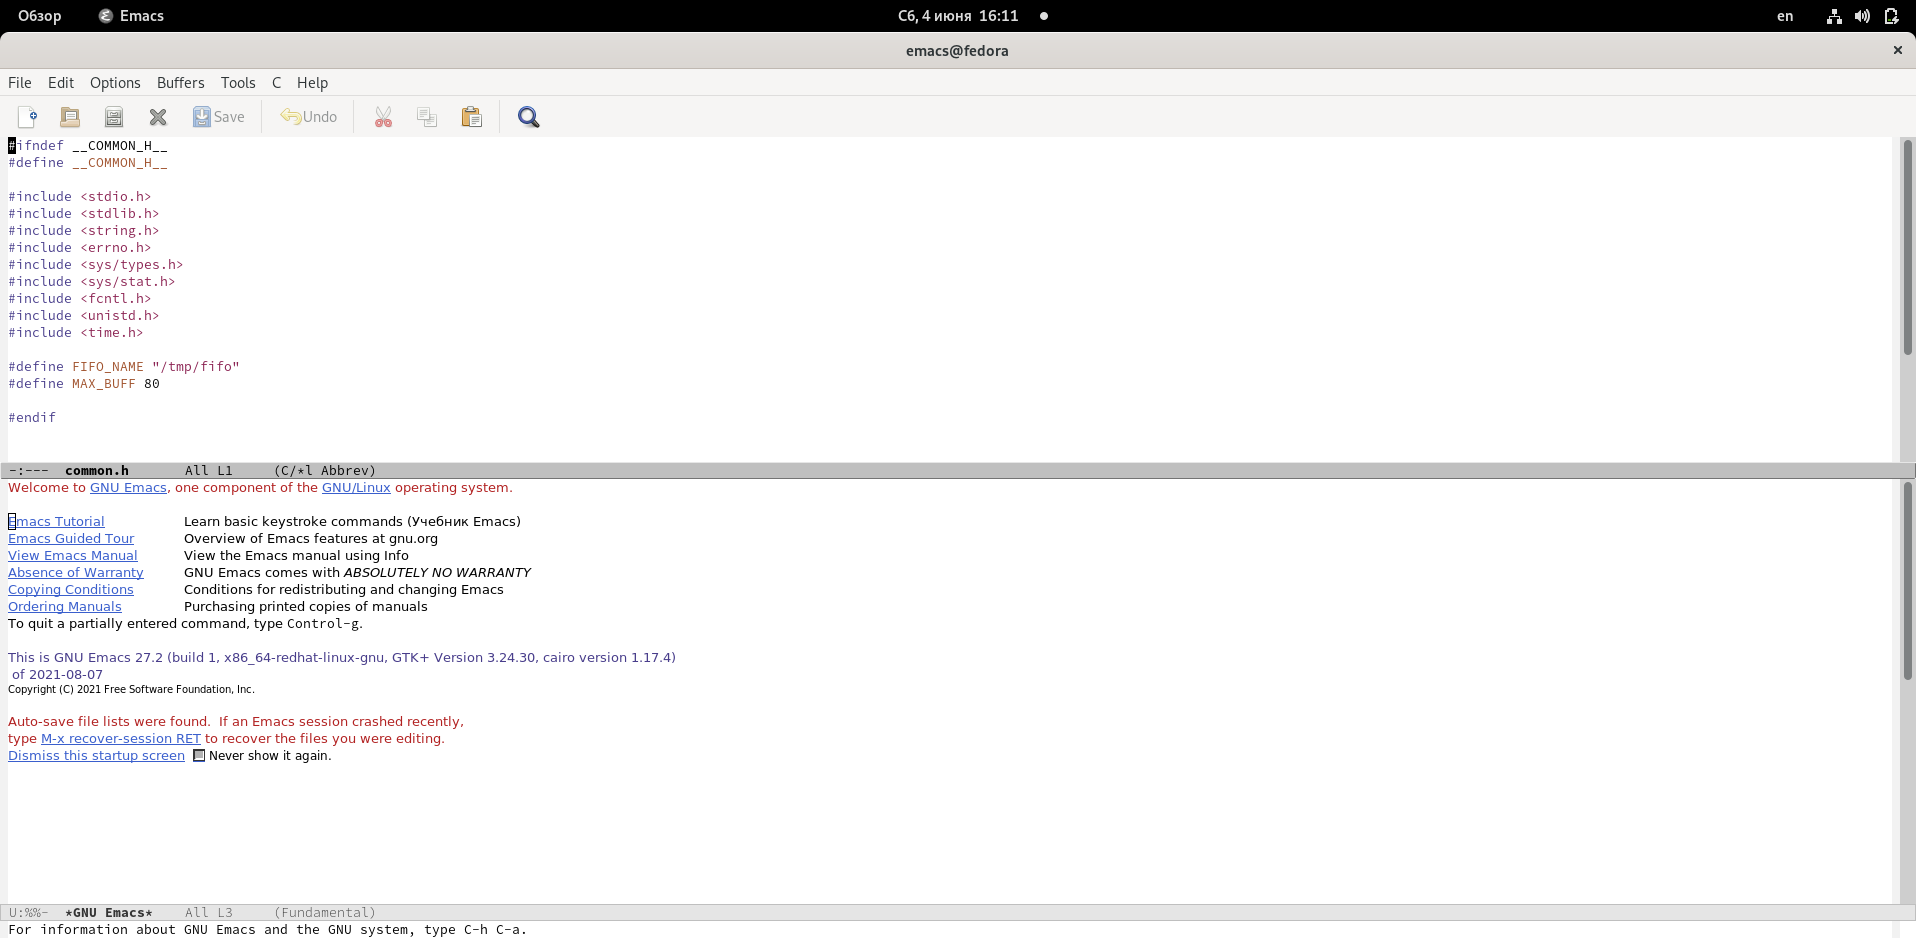 Обзор Emacs Сб, 4 июня 16:11 en
emacs@fedora
File Edit Options Buffers Tools C Help
Save Undo
#ifndef __COMMON_H__
#define __COMMON_H__
#include <stdio.h>
#include <stdlib.h>
#include <string.h>
#include <errno.h>
#include <sys/types.h>
#include <sys/stat.h>
#include <fcntl.h>
#include <unistd.h>
#include <time.h>
#define FIFO_NAME "/tmp/fifo"
#define MAX_BUFF 80
#endif
-:--- common.h All L1 (C/*l Abbrev)
Welcome to GNU Emacs, one component of the GNU/Linux operating system.
Emacs Tutorial Learn basic keystroke commands (Учебник Emacs)
Emacs Guided Tour Overview of Emacs features at gnu.org
View Emacs Manual View the Emacs manual using Info
Absence of Warranty GNU Emacs comes with ABSOLUTELY NO WARRANTY
Copying Conditions Conditions for redistributing and changing Emacs
Ordering Manuals Purchasing printed copies of manuals
To quit a partially entered command, type Control-g.
This is GNU Emacs 27.2 (build 1, x86_64-redhat-linux-gnu, GTK+ Version 3.24.30, cairo version 1.17.4)
of 2021-08-07
Copyright (C) 2021 Free Software Foundation, Inc.
Auto-save file lists were found. If an Emacs session crashed recently,
type M-x recover-session RET to recover the files you were editing.
Dismiss this startup screen Never show it again.
U:%%- *GNU Emacs* All L3 (Fundamental)
For information about GNU Emacs and the GNU system, type C-h C-a.